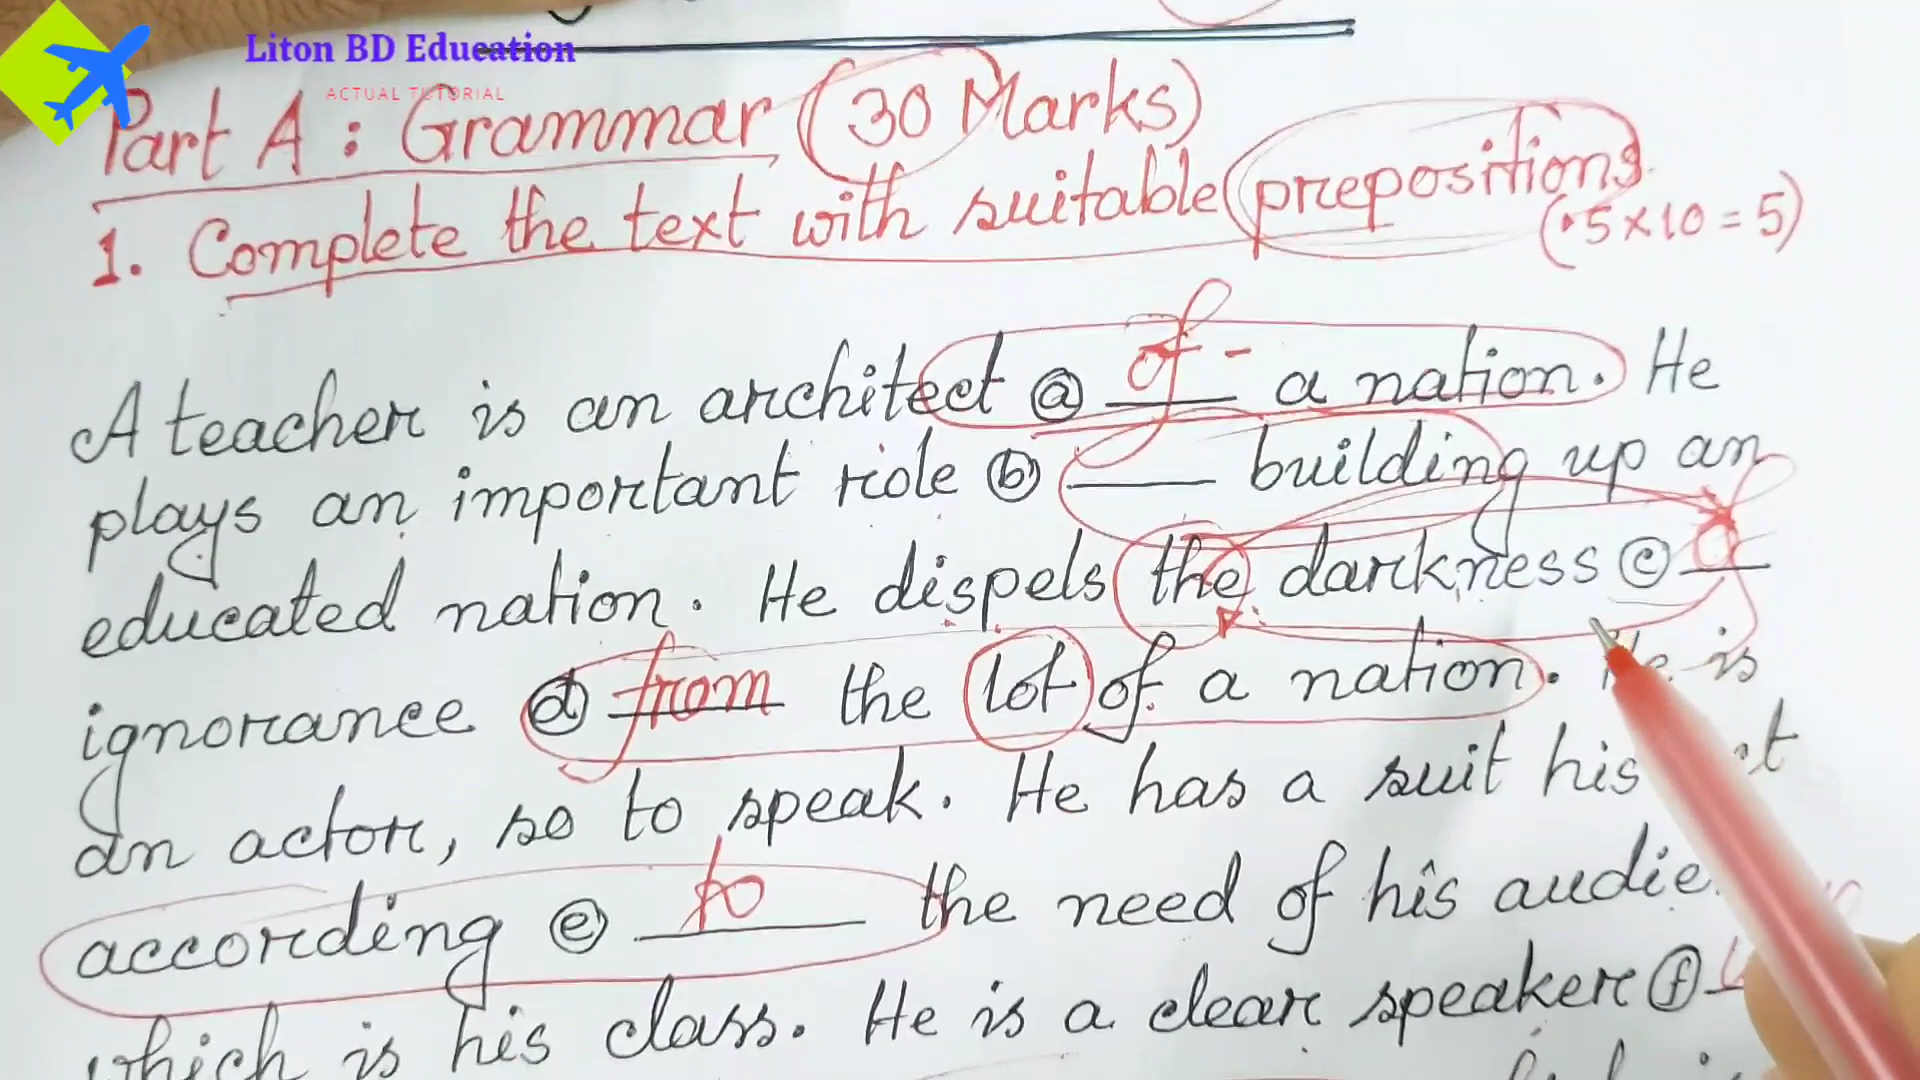 Liton BD Education
ACTUAL TUTORIAL
Part A: Grammar (30 Marks)
1. Complete the text with suitable prepositions.
(.5×10=5)
A teacher is an architect (a) of a nation. He
plays an important role (b) ___ building up an
educated nation. He dispels the darkness (c) of
ignorance (d) from the lot of a nation. He is
an actor, so to speak. He has a suit his
according (e) to the need of his
which is his class. He is a clear speaker (f)